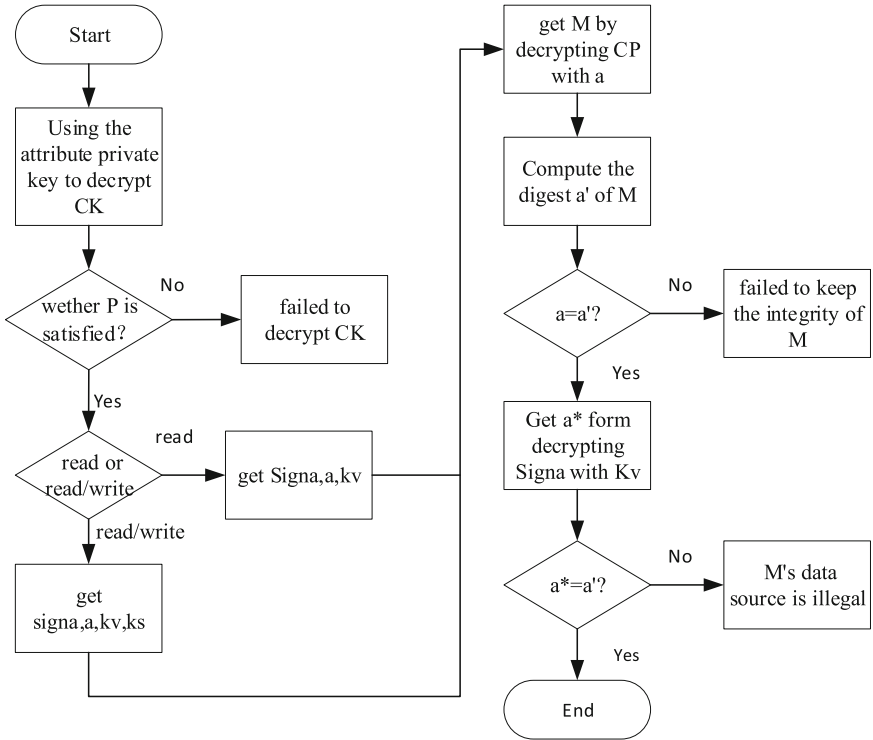 Start
Using the
attribute private
key to decrypt
CK
wether P is
satisfied?
No
failed to
decrypt CK
Yes
read or
read/write
read
get Signa,a,kv
read/write
get
signa,a,kv,ks
get M by
decrypting CP
with a
Compute the
digest a' of M
a=a'?
No
failed to keep
the integrity of
M
Yes
Get a* form
decrypting
Signa with Kv
a*=a'?
No
M's data
source is illegal
Yes
End